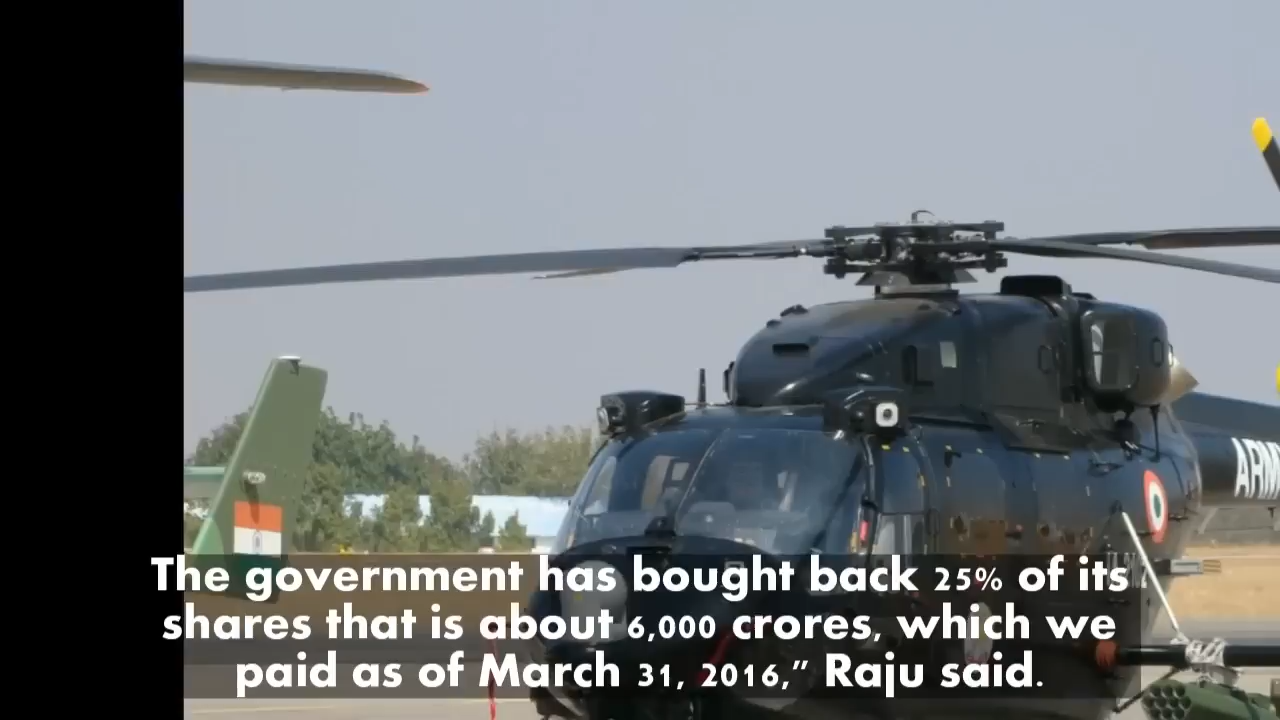 ARM
The government has bought back 25% of its
shares that is about 6,000 crores, which we
paid as of March 31, 2016,” Raju said.